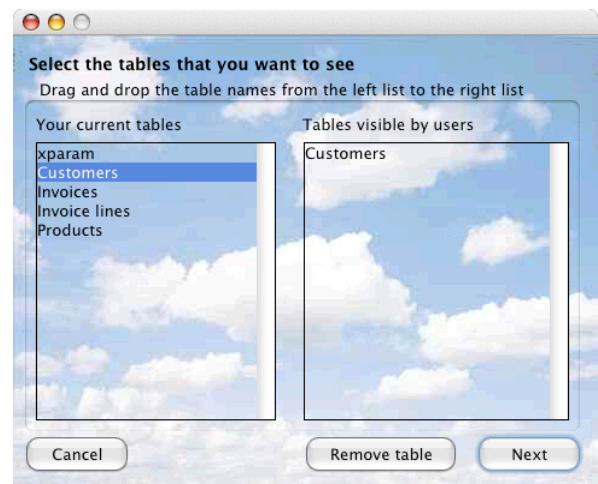 Select the tables that you want to see
Drag and drop the table names from the left list to the right list
Your current tables
xparam
Customers
Invoices
Invoice lines
Products
Tables visible by users
Customers
Cancel
Remove table
Next